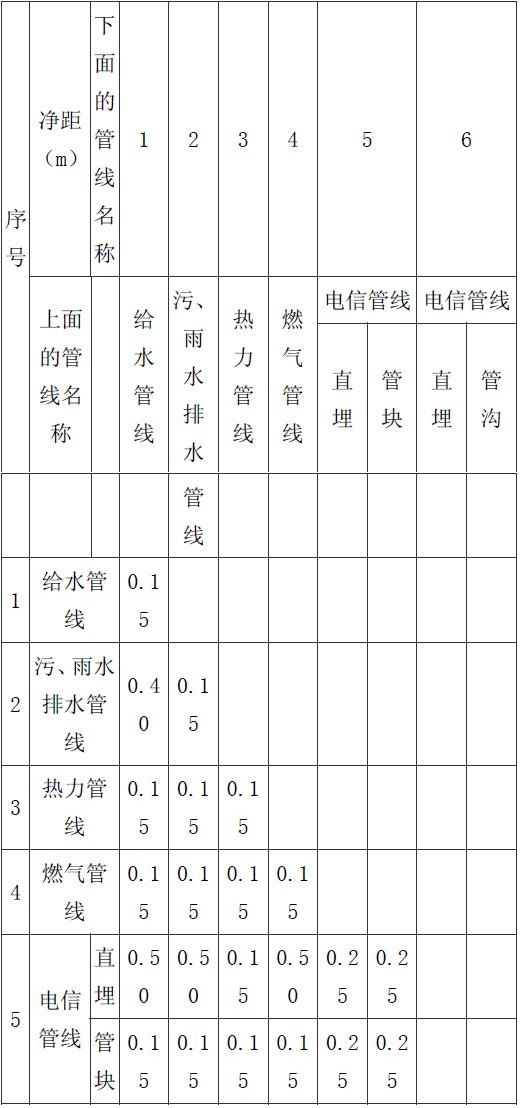 序号
净距（m）
下面的管线名称
1
2
3
4
5
6
上面的管线名称
给水管线
污、雨水排水
热力管线
燃气管线
电信管线
电信管线
直埋
管块
直埋
管沟
管线
1
给水管线
0.15
2
污、雨水排水管线
0.40
0.15
3
热力管线
0.15
0.15
0.15
4
燃气管线
0.15
0.15
0.15
0.15
5
电信管线
直埋
0.50
0.50
0.15
0.50
0.25
0.25
管块
0.15
0.15
0.15
0.15
0.25
0.25